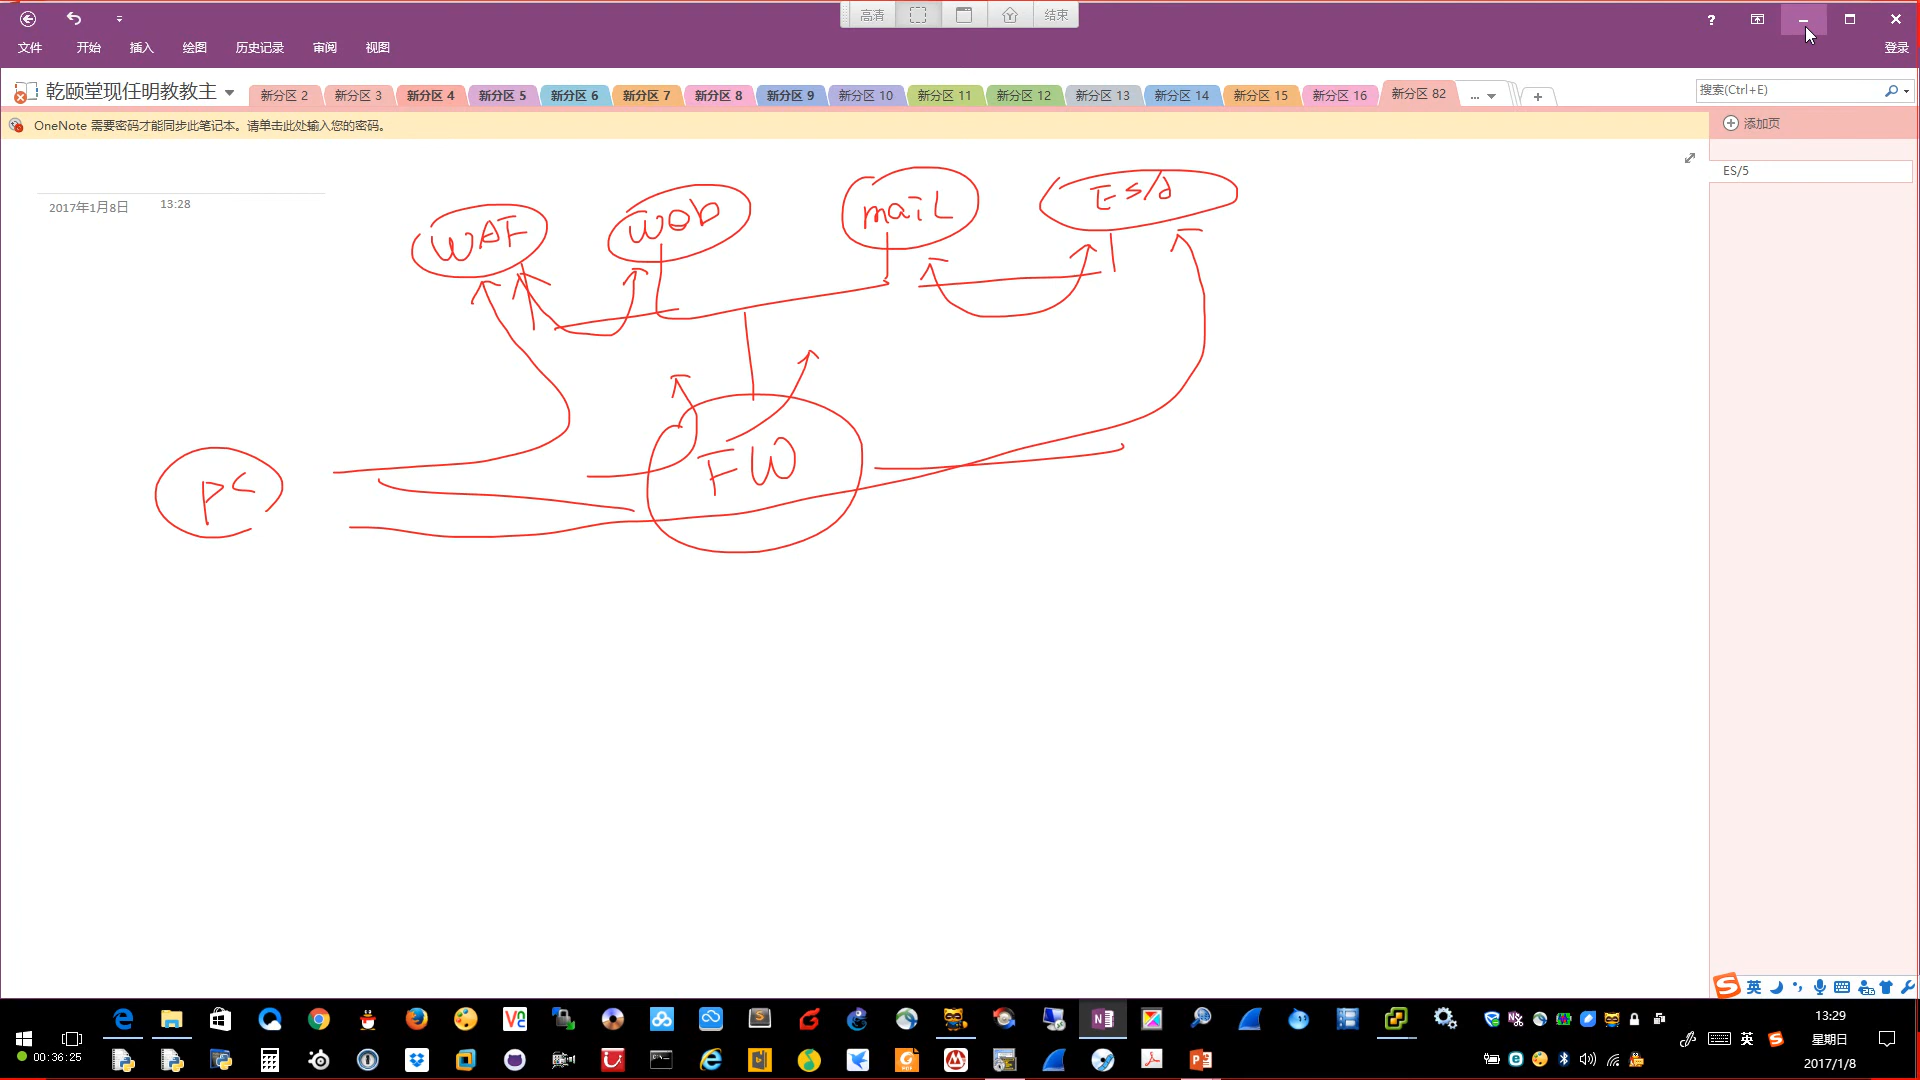 高清
结束
文件
开始
插入
绘图
历史记录
审阅
视图
登录
乾颐堂现任明教教主
新分区 2
新分区 3
新分区 4
新分区 5
新分区 6
新分区 7
新分区 8
新分区 9
新分区 10
新分区 11
新分区 12
新分区 13
新分区 14
新分区 15
新分区 16
新分区 82
...
搜索(Ctrl+E)
OneNote 需要密码才能同步此笔记本。请单击此处输入您的密码。
添加页
ES/5
2017年1月8日
13:28
WAF
web
mail
PC
FW
英
00:36:25
英
13:29
星期日
2017/1/8